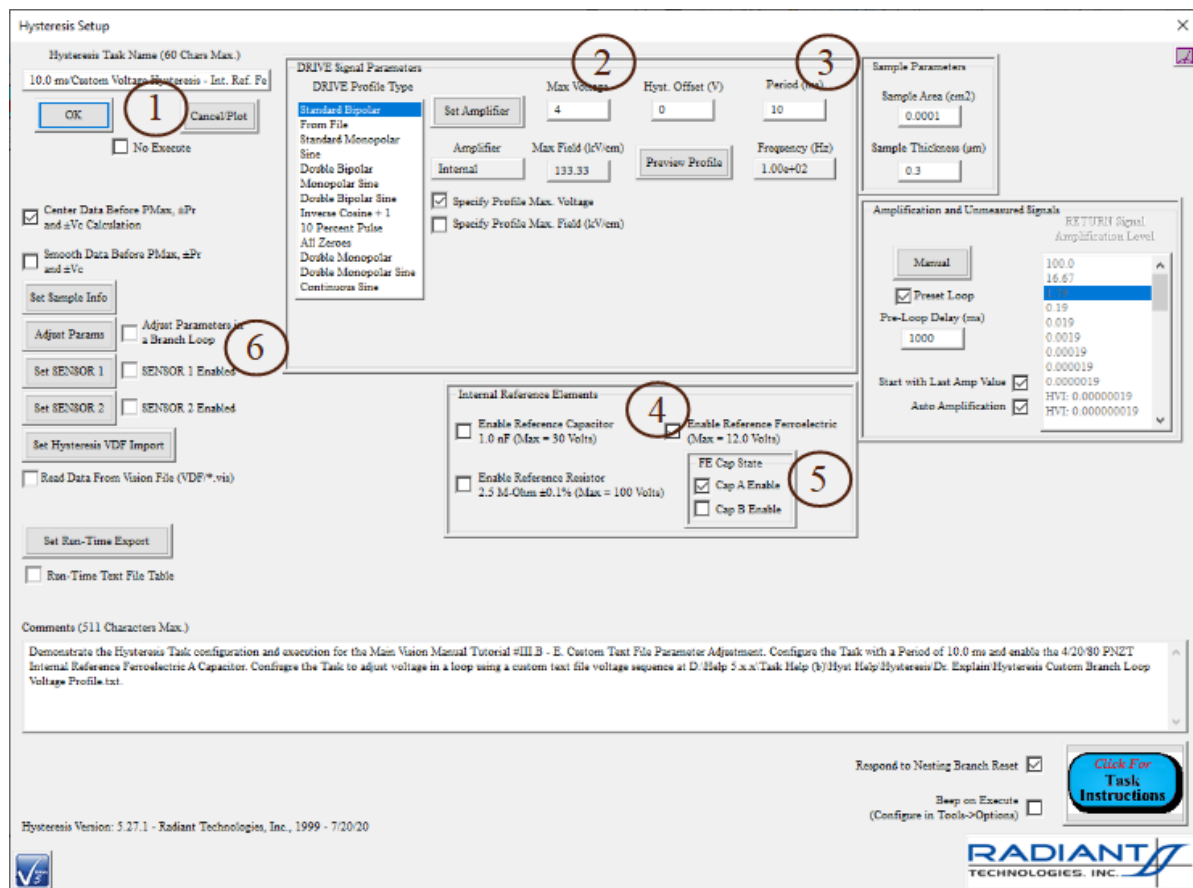 Hysteresis Setup
Hysteresis Task Name (60 Chars Max.)
10.0 ms/Custom Voltage Hysteresis - Int. Ref. Fe
OK
1
Cancel/Plot
No Execute
Center Data Before PMax, ±Pr
and ±Vc Calculation
Smooth Data Before PMax, ±Pr
and ±Vc
Set Sample Info
Adjust Params
Adjust Parameters in
a Branch Loop
6
Set SENSOR 1
SENSOR 1 Enabled
Set SENSOR 2
SENSOR 2 Enabled
Set Hysteresis VDF Import
Read Data From Vision File (VDF/*.vis)
Set Run-Time Export
Run-Time Text File Table
DRIVE Signal Parameters
DRIVE Profile Type
Standard Bipolar
From File
Standard Monopolar
Sine
Double Bipolar
Monopolar Sine
Double Bipolar Sine
Inverse Cosine + 1
10 Percent Pulse
All Zeroes
Double Monopolar
Double Monopolar Sine
Continuous Sine
Set Amplifier
Amplifier
Internal
2
Max Voltage
4
Max Field (kV/cm)
133.33
Hyst. Offset (V)
0
Preview Profile
3
Period (ms)
10
Frequency (Hz)
1.00e+02
Specify Profile Max. Voltage
Specify Profile Max. Field (kV/cm)
Sample Parameters
Sample Area (cm2)
0.0001
Sample Thickness (µm)
0.3
Amplification and Unmeasured Signals
RETURN Signal
Amplification Level
Manual
Preset Loop
Pre-Loop Delay (ms)
1000
Start with Last Amp Value
Auto Amplification
100.0
16.67
0.19
0.019
0.0019
0.00019
0.000019
0.0000019
HVI: 0.00000019
HVI: 0.000000019
Internal Reference Elements
Enable Reference Capacitor
1.0 nF (Max = 30 Volts)
Enable Reference Resistor
2.5 M-Ohm ±0.1% (Max = 100 Volts)
4
Enable Reference Ferroelectric
(Max = 12.0 Volts)
FE Cap State
Cap A Enable
Cap B Enable
5
Comments (511 Characters Max.)
Demonstrate the Hysteresis Task configuration and execution for the Main Vision Manual Tutorial #III.B - E. Custom Text File Parameter Adjustment. Configure the Task with a Period of 10.0 ms and enable the 4/20/80 PNZT
Internal Reference Ferroelectric A Capacitor. Configure the Task to adjust voltage in a loop using a custom text file voltage sequence at D:\Help 5.x.x\Task Help (b)\Hyst Help\Hysteresis\Dr. Explain\Hysteresis Custom Branch Loop
Voltage Profile.txt.
Respond to Nesting Branch Reset
Beep on Execute
(Configure in Tools->Options)
Click For
Task
Instructions
Hysteresis Version: 5.27.1 - Radiant Technologies, Inc., 1999 - 7/20/20
RADIANT
TECHNOLOGIES, INC.